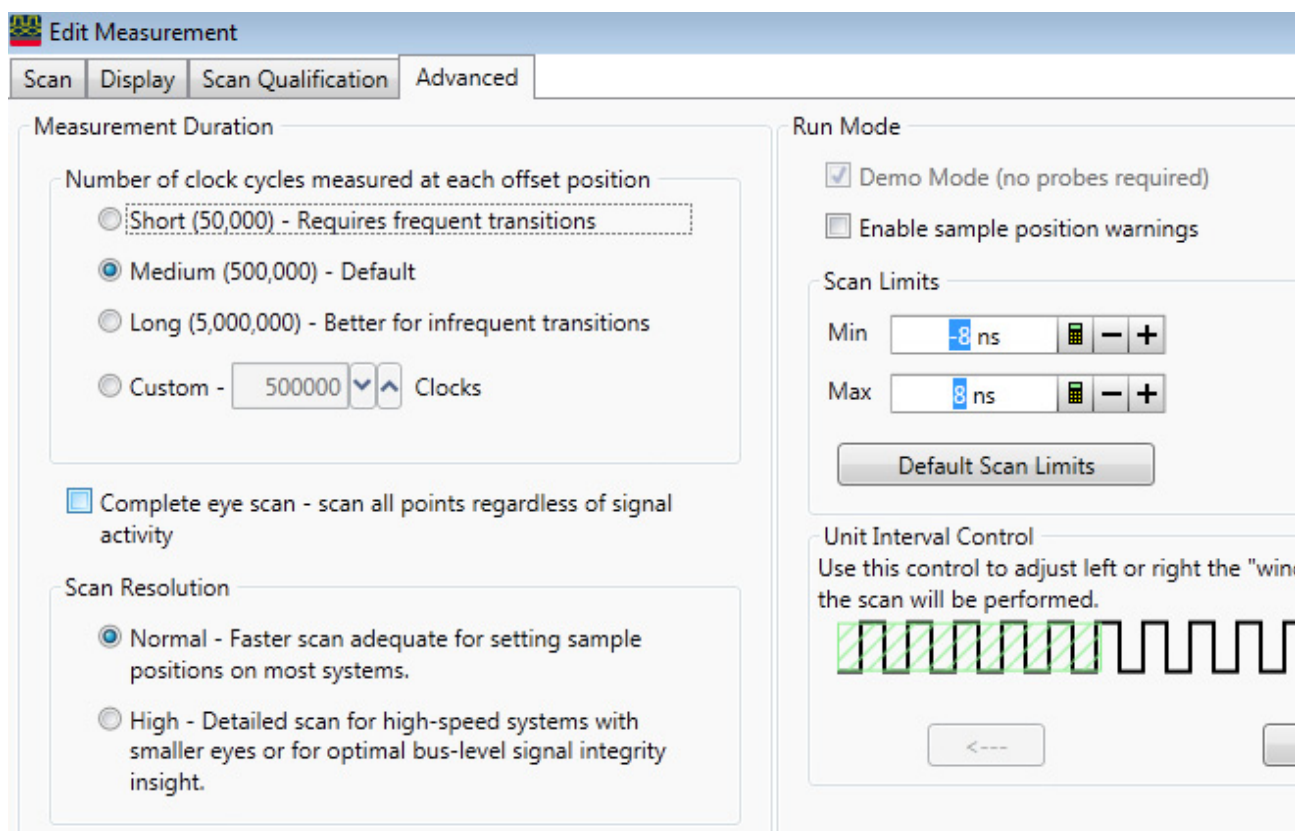 Edit Measurement
Scan Display Scan Qualification Advanced
Measurement Duration
Number of clock cycles measured at each offset position
Short (50,000) - Requires frequent transitions
Medium (500,000) - Default
Long (5,000,000) - Better for infrequent transitions
Custom - 500000 Clocks
Complete eye scan - scan all points regardless of signal
activity
Scan Resolution
Normal - Faster scan adequate for setting sample
positions on most systems.
High - Detailed scan for high-speed systems with
smaller eyes or for optimal bus-level signal integrity
insight.
Run Mode
Demo Mode (no probes required)
Enable sample position warnings
Scan Limits
Min -8 ns
Max 8 ns
Default Scan Limits
Unit Interval Control
Use this control to adjust left or right the "win
the scan will be performed.
<---